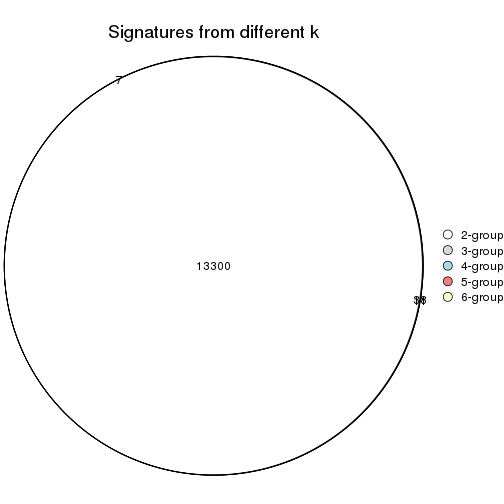 Signatures from different k
7
13300
2-group
3-group
4-group
5-group
6-group